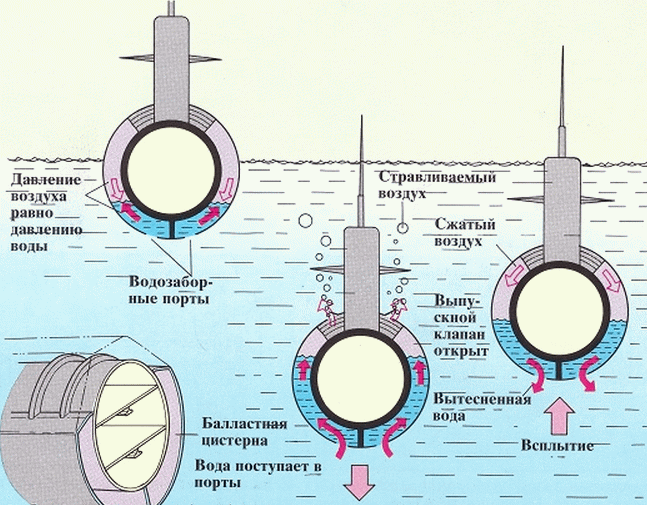 Давление
воздуха
равно
давлению
воды
Водозабор-
ные порты
Стравливаемый
воздух
Сжатый
воздух
Выпу-
скной
клапан
открыт
Вытесненная
вода
Всплытие
Балластная
цистерна
Вода поступает в
порты